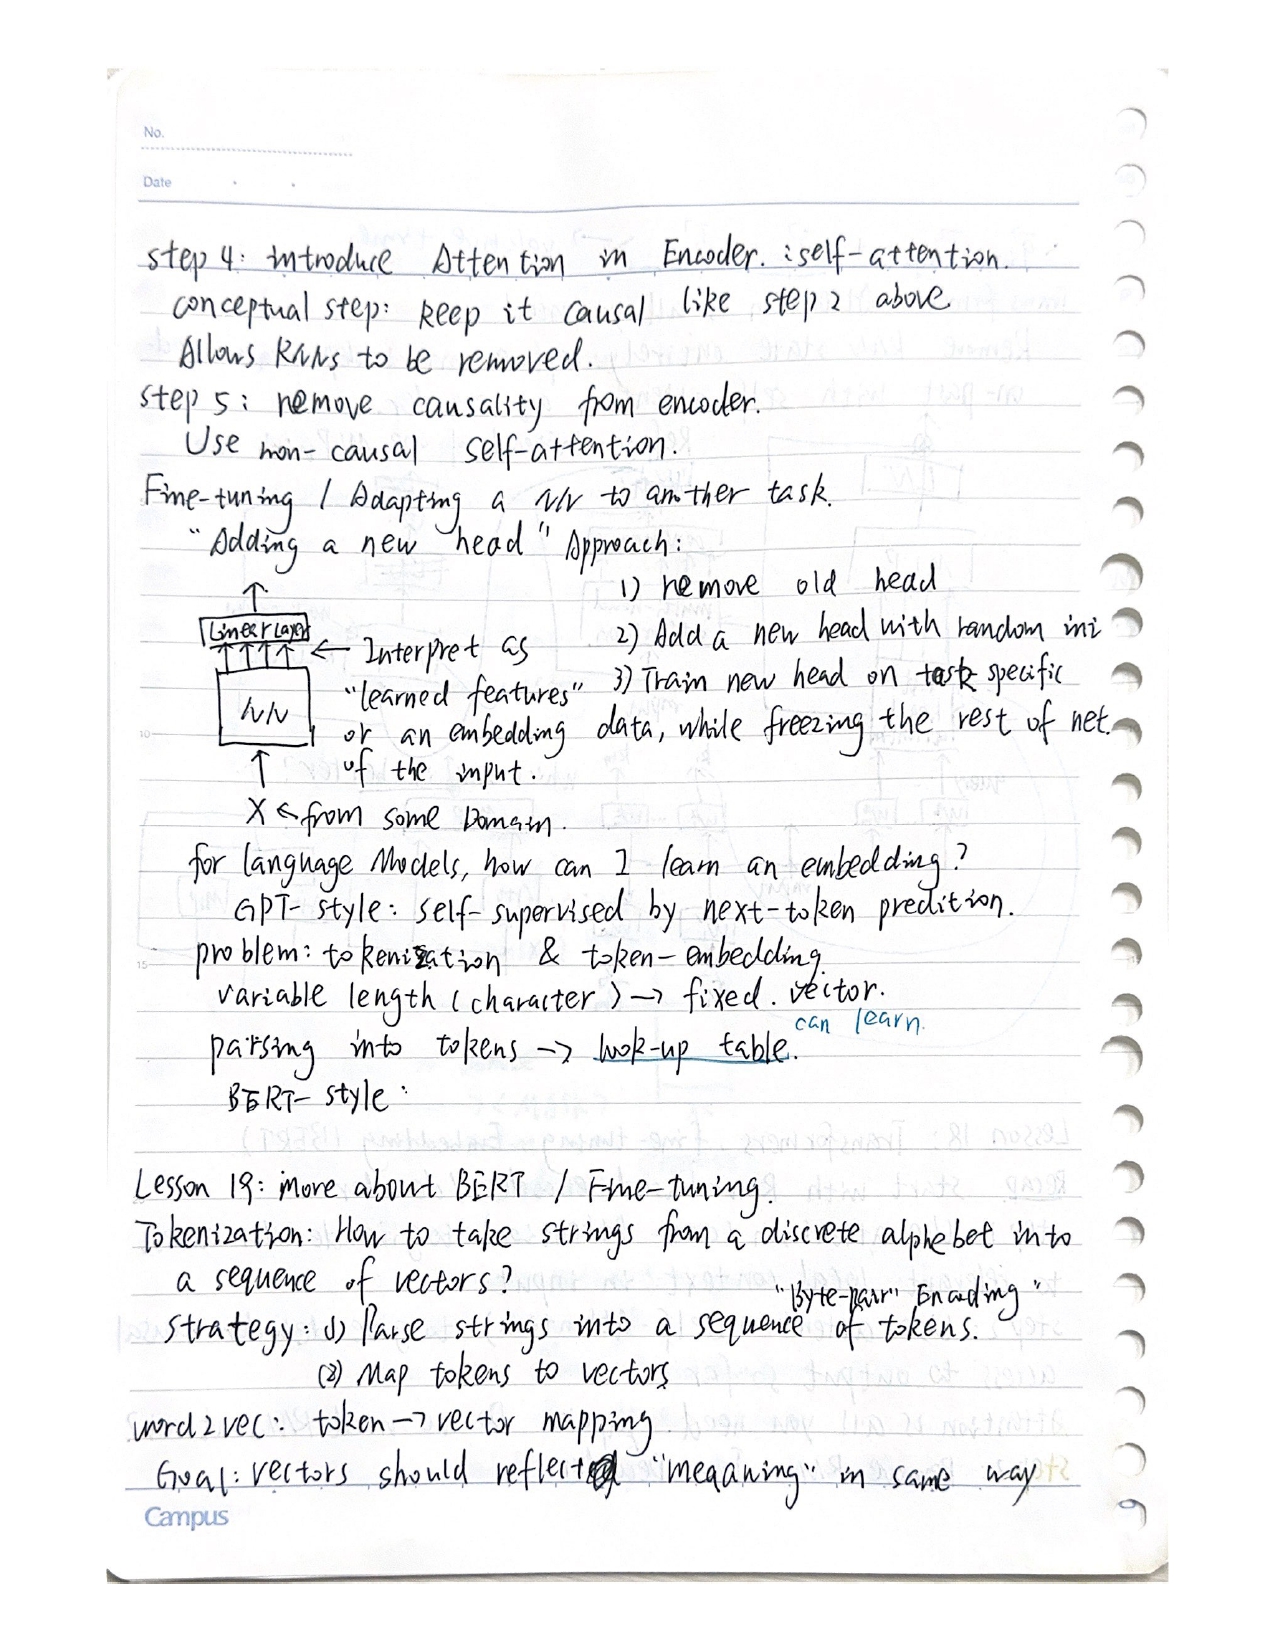 No.
Date
step 4: introduce Attention in Encoder. : self-attention.
conceptual step: keep it causal like step 2 above
Allows RNNs to be removed.
step 5: remove causality from encoder.
Use non-causal self-attention.
Fine-tuning / Adapting a NN to another task.
"Adding a new head" Approach:
1) remove old head
2) Add a new head with random ini
3) Train new head on task specific
data, while freezing the rest of net.
Linear Layer
← Interpret as
"learned features"
or an embedding
of the input.
NN
X ← from some Domain.
for language Models, how can I learn an embedding?
GPT-style: self-supervised by next-token predition.
problem: tokenization & token-embedding.
variable length (character) → fixed. vector.
can learn.
parsing into tokens → look-up table.
BERT-style:
Lesson 19: more about BERT / Fine-tuning.
Tokenization: How to take strings from a discrete alphebet into
a sequence of vectors?
"Byte-pair" Encoding"
strategy: (1) Parse strings into a sequence of tokens.
(2) Map tokens to vectors
word2vec: token → vector mapping
Goal: vectors should reflect "meqaning" in same way
Campus
10
15